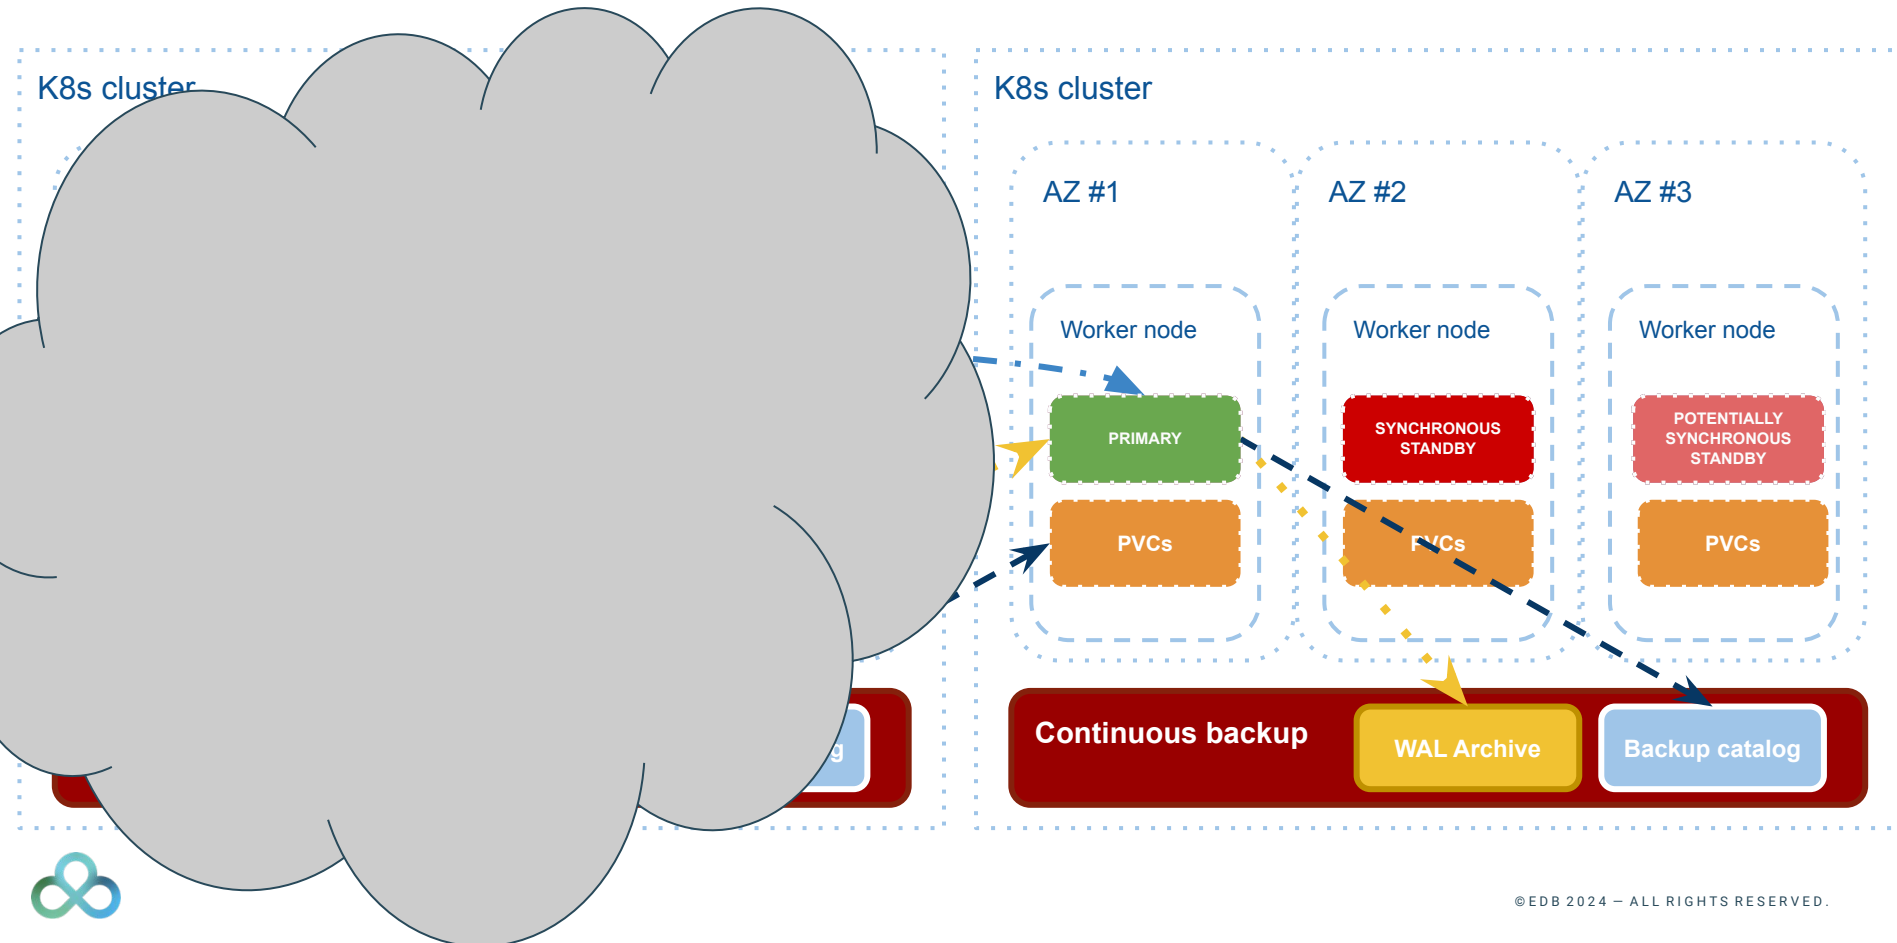 K8s cluster
K8s cluster
AZ #1
AZ #2
AZ #3
Worker node
Worker node
Worker node
PRIMARY
SYNCHRONOUS
STANDBY
POTENTIALLY
SYNCHRONOUS
STANDBY
PVCs
PVCs
PVCs
Continuous backup
WAL Archive
Backup catalog
©EDB 2024 — ALL RIGHTS RESERVED.